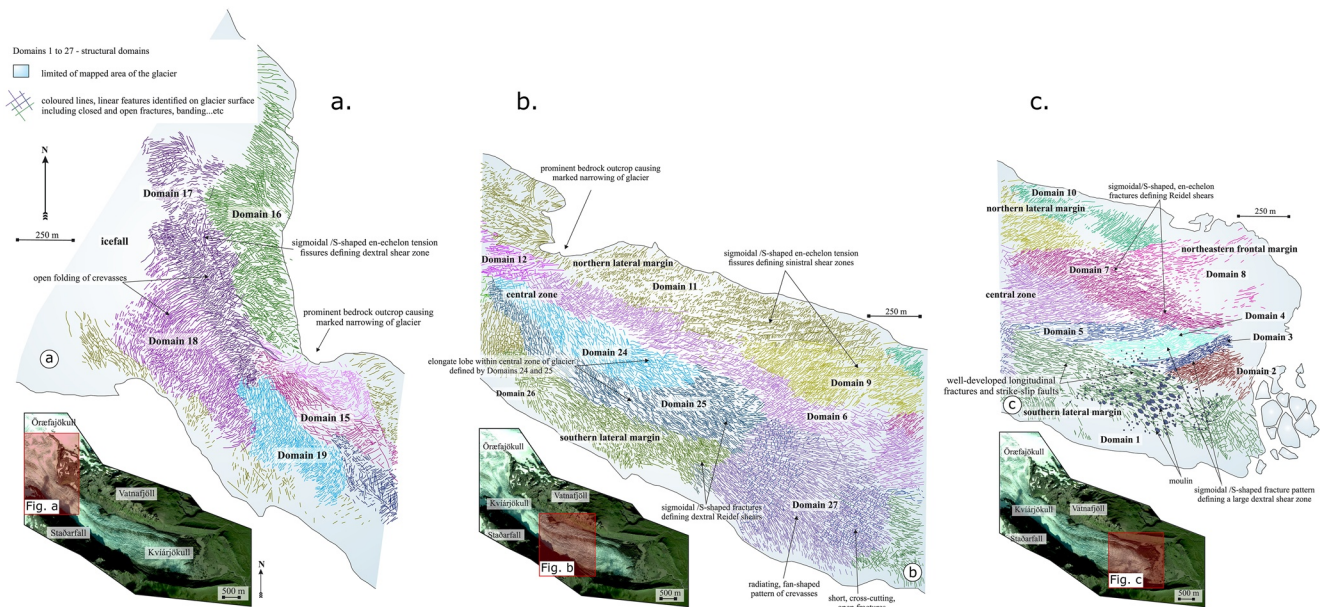 Domains 1 to 27 - structural domains
limited of mapped area of the glacier
coloured lines, linear features identified on glacier surface
including closed and open fractures, banding...etc
a.
N
250 m
icefall
Domain 17
Domain 16
sigmoidal /S-shaped en-echelon tension
fissures defining dextral shear zone
open folding of crevasses
prominent bedrock outcrop causing
marked narrowing of glacier
a
Domain 18
Domain 15
Domain 19
Öræfajökull
Vatnafjöll
Fig. a
Staðarfall
Kvíárjökull
500 m
N
b.
prominent bedrock outcrop causing
marked narrowing of glacier
Domain 12
northern lateral margin
sigmoidal /S-shaped en-echelon tension
fissures defining sinistral shear zones
central zone
Domain 11
250 m
Domain 24
elongate lobe within central zone of glacier
defined by Domains 24 and 25
Domain 9
Domain 26
Domain 25
Domain 6
southern lateral margin
sigmoidal /S-shaped fractures
defining dextral Reidel shears
Domain 27
b
radiating, fan-shaped
pattern of crevasses
short, cross-cutting,
Öræfajökull
Vatnafjöll
Kvíárjökull
Staðarfall
Fig. b
500 m
c.
Domain 10
northern lateral margin
sigmoidal/S-shaped, en-echelon
fractures defining Reidel shears
250 m
northeastern frontal margin
Domain 7
Domain 8
central zone
Domain 4
Domain 5
Domain 3
Domain 2
well-developed longitudinal
fractures and strike-slip faults
c
southern lateral margin
Domain 1
moulin
sigmoidal /S-shaped fracture pattern
defining a large dextral shear zone
Öræfajökull
Vatnafjöll
Kvíárjökull
Staðarfall
Fig. c
500 m